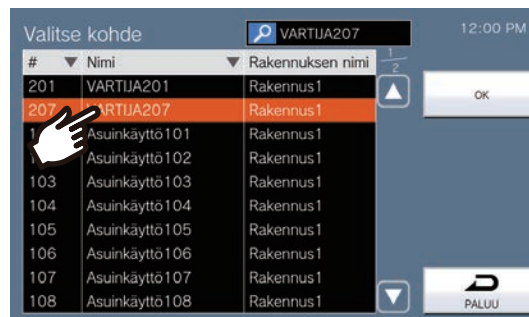 Valitse kohde VARTIJA207 12:00 PM
# Nimi Rakennuksen nimi 1/2
201 VARTIJA201 Rakennus1
207 VARTIJA207 Rakennus1
Asuinkäyttö101 Rakennus1
Asuinkäyttö102 Rakennus1
103 Asuinkäyttö103 Rakennus1
104 Asuinkäyttö104 Rakennus1
105 Asuinkäyttö105 Rakennus1
106 Asuinkäyttö106 Rakennus1
107 Asuinkäyttö107 Rakennus1
108 Asuinkäyttö108 Rakennus1
OK
PALUU